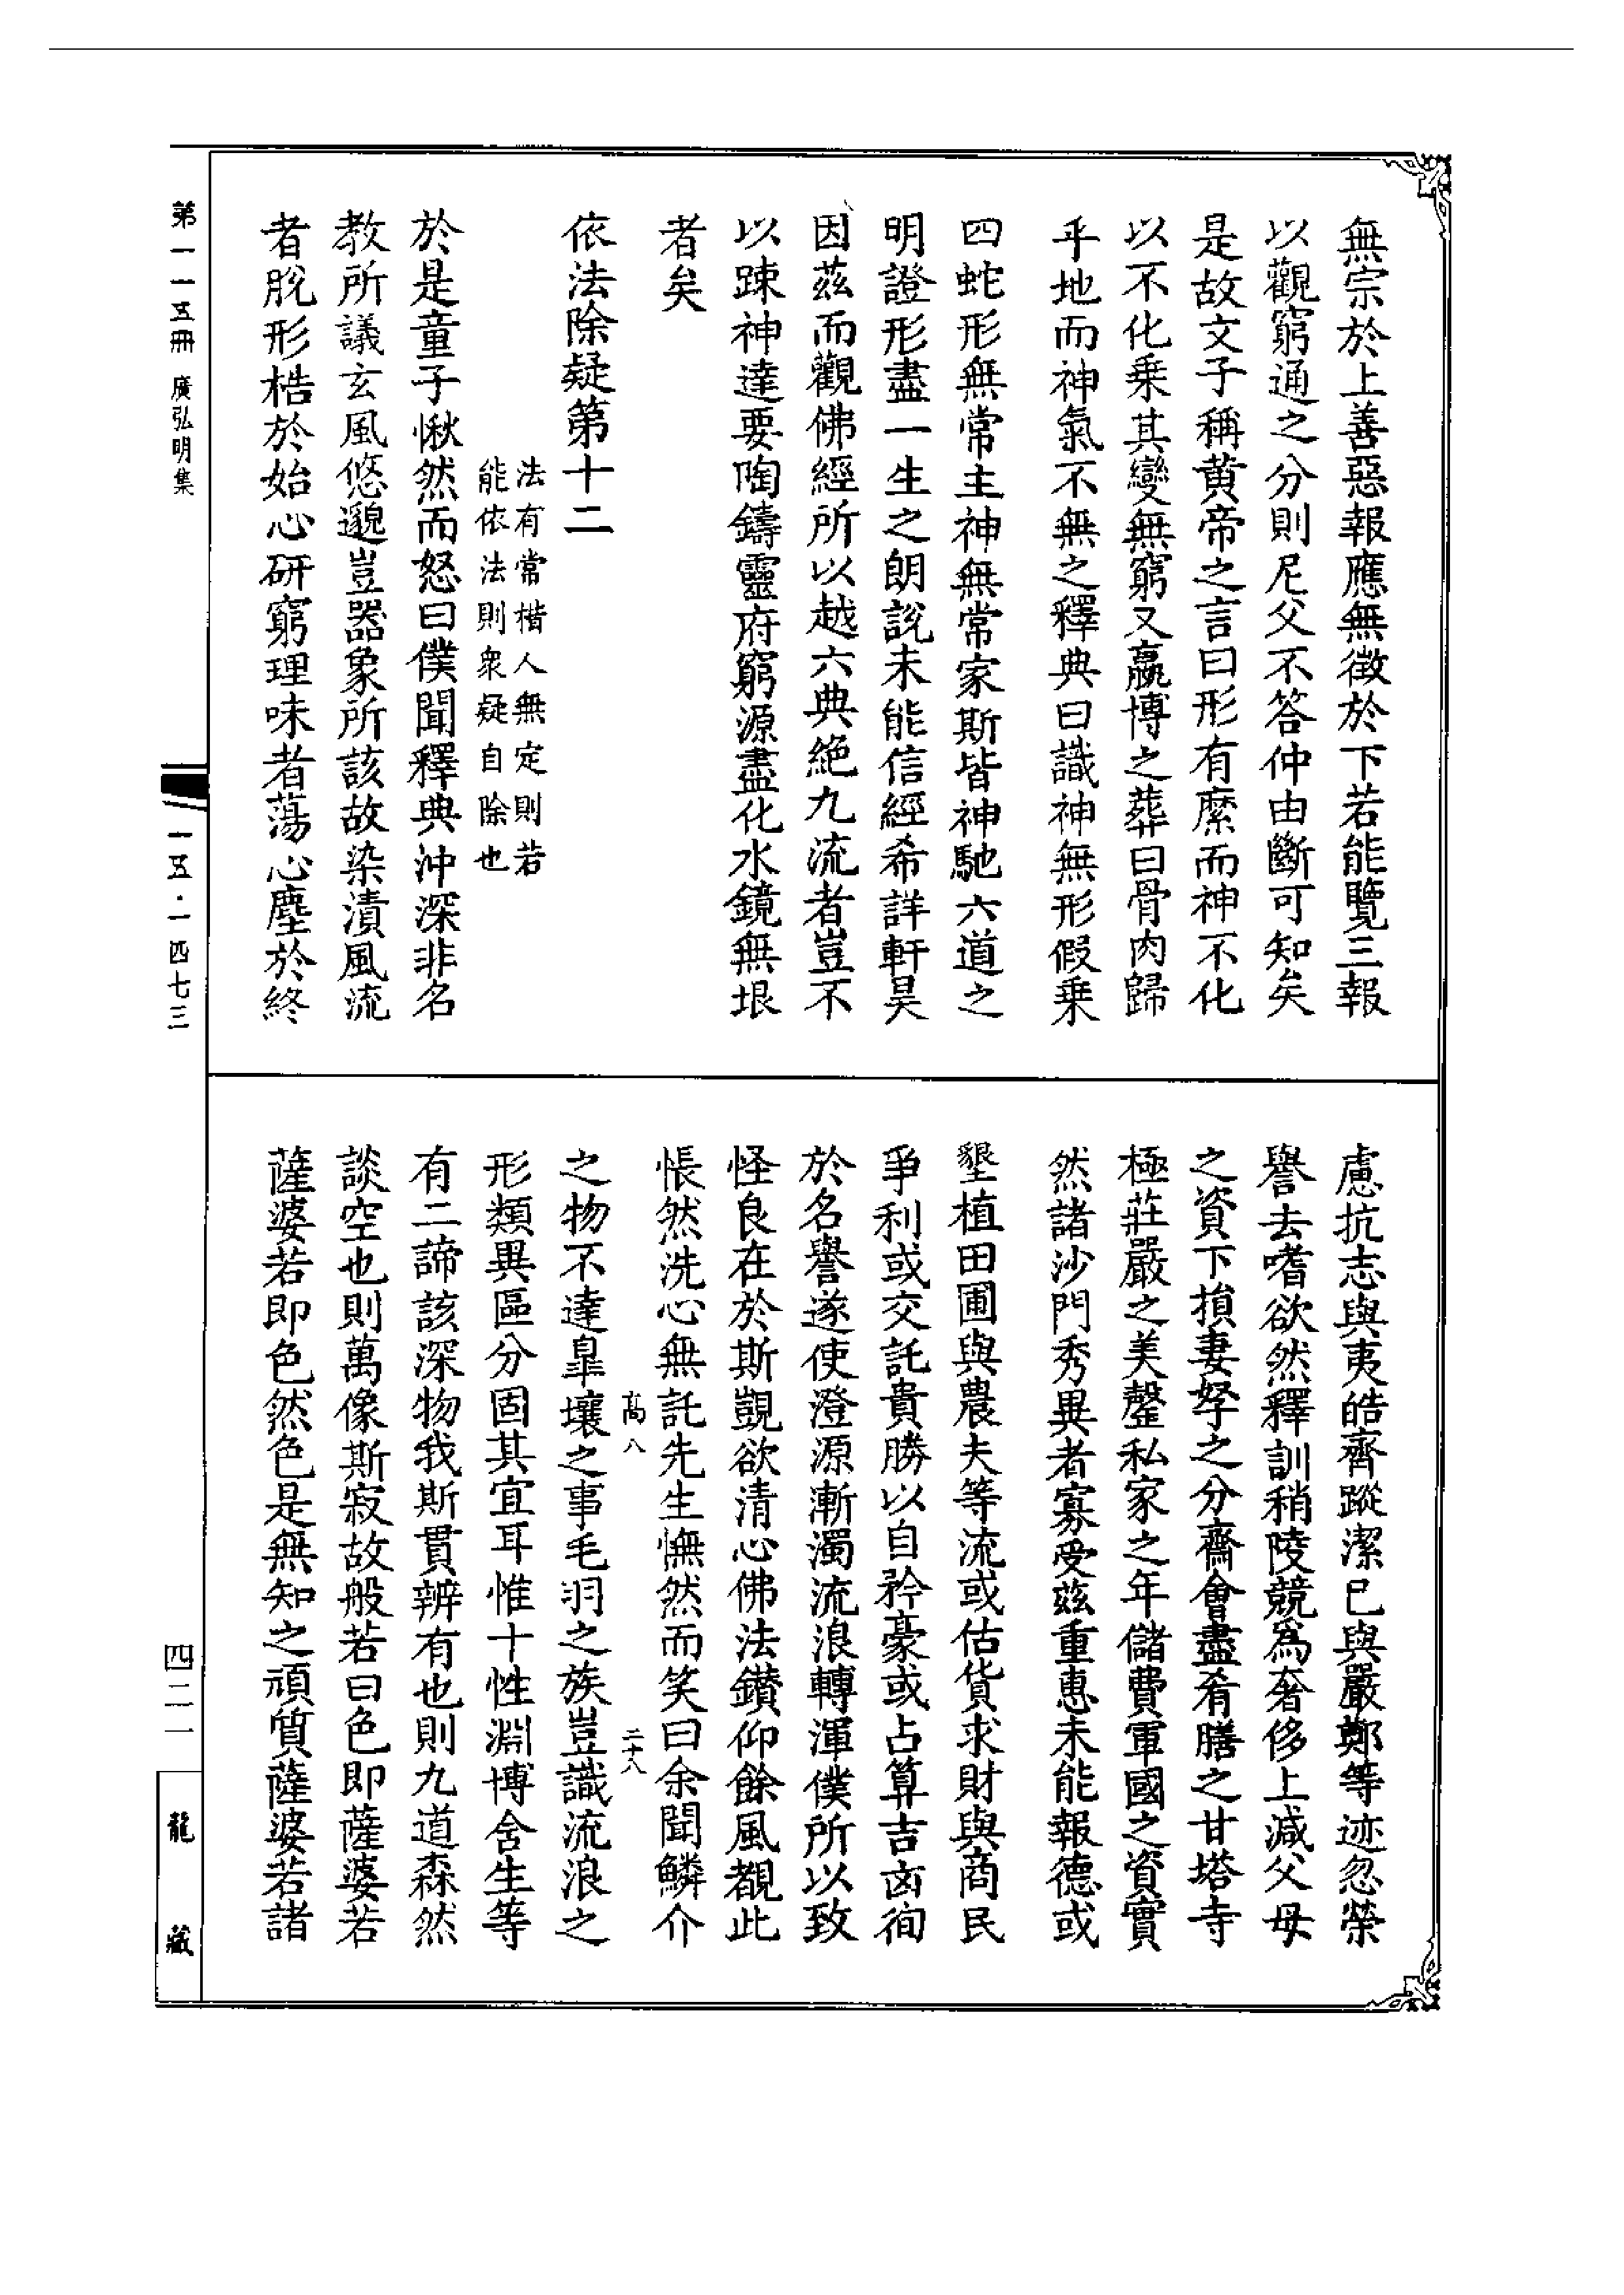 無宗於上善惡報應無徵於下若能覽三報
以觀窮通之分則尼父不答仲由斷可知矣
是故文子稱黃帝之言曰形有縻而神不化
以不化乘其變無窮又嬴博之葬曰骨肉歸
乎地而神氣不無之釋典曰識神無形假乘
四蛇形無常主神無常家斯皆神馳六道之
明證形盡一生之朗說未能信經希詳軒昊
因茲而觀佛經所以越六典絕九流者豈不
以踈神達要陶鑄靈府窮源盡化水鏡無垠
者矣
依法除疑第十二
法有常楷人無定則若
能依法則衆疑自除也
於是童子愀然而怒曰僕聞釋典沖深非名
教所議玄風悠邈豈器象所該故染漬風流
者脫形梏於始心研窮理味者蕩心塵於終
慮抗志與夷皓齊蹤潔已與嚴鄭等迹忽榮
譽去嗜欲然釋訓稍陵競為奢侈上減父母
之資下損妻孥之分齋會盡肴膳之甘塔寺
極莊嚴之美罄私家之年儲費軍國之資實
然諸沙門秀異者寡受茲重惠未能報德或
墾植田圃與農夫等流或估貨求財與商民
爭利或交託貴勝以自矜豪或占算吉凶徇
於名譽遂使澄源漸濁流浪轉渾僕所以致
怪良在於斯覬欲清心佛法鑽仰餘風覩此
悵然洗心無託先生憮然而笑曰余聞鱗介
高八 二十八
之物不達皐壤之事毛羽之族豈識流浪之
形類異區分固其宜耳惟十性淵博含生等
有二諦該深物我斯貫辨有也則九道森然
談空也則萬像斯寂故般若曰色即薩婆若
薩婆若即色然色是無知之頑質薩婆若諸
第一一五冊 廣弘明集
一五·一四七三
四二一
龍藏